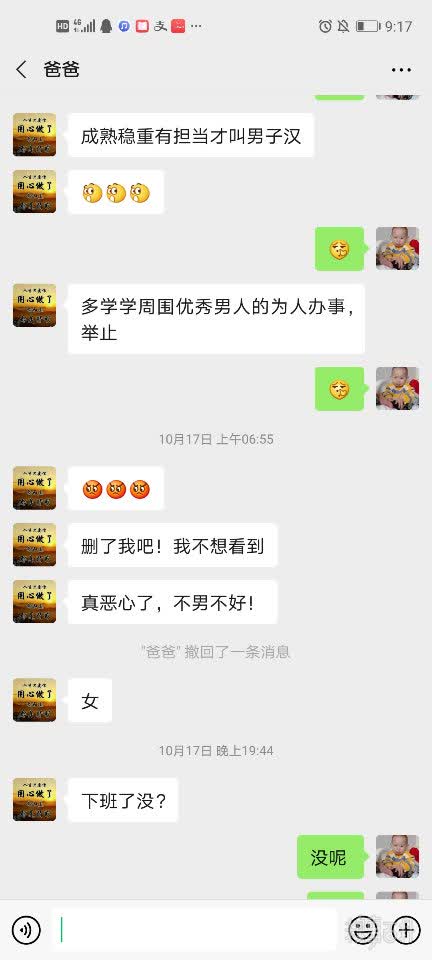 HD 4G 支 9:17
爸爸
成熟稳重有担当才叫男子汉
多学学周围优秀男人的为人办事,
举止
10月17日 上午06:55
删了我吧！我不想看到
真恶心了，不男不好！
"爸爸" 撤回了一条消息
女
10月17日 晚上19:44
下班了没?
没呢